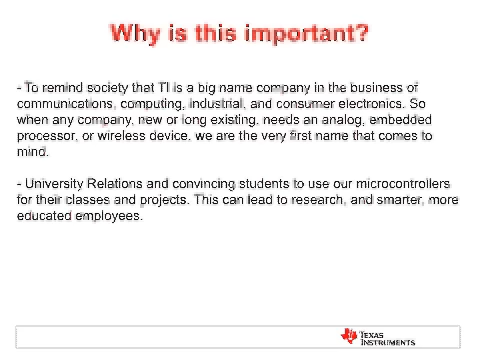 Why is this important?
- To remind society that TI is a big name company in the business of
communications, computing, industrial, and consumer electronics. So
when any company, new or long existing, needs an analog, embedded
processor, or wireless device, we are the very first name that comes to
mind.
- University Relations and convincing students to use our microcontrollers
for their classes and projects. This can lead to research, and smarter, more
educated employees.
TEXAS
INSTRUMENTS